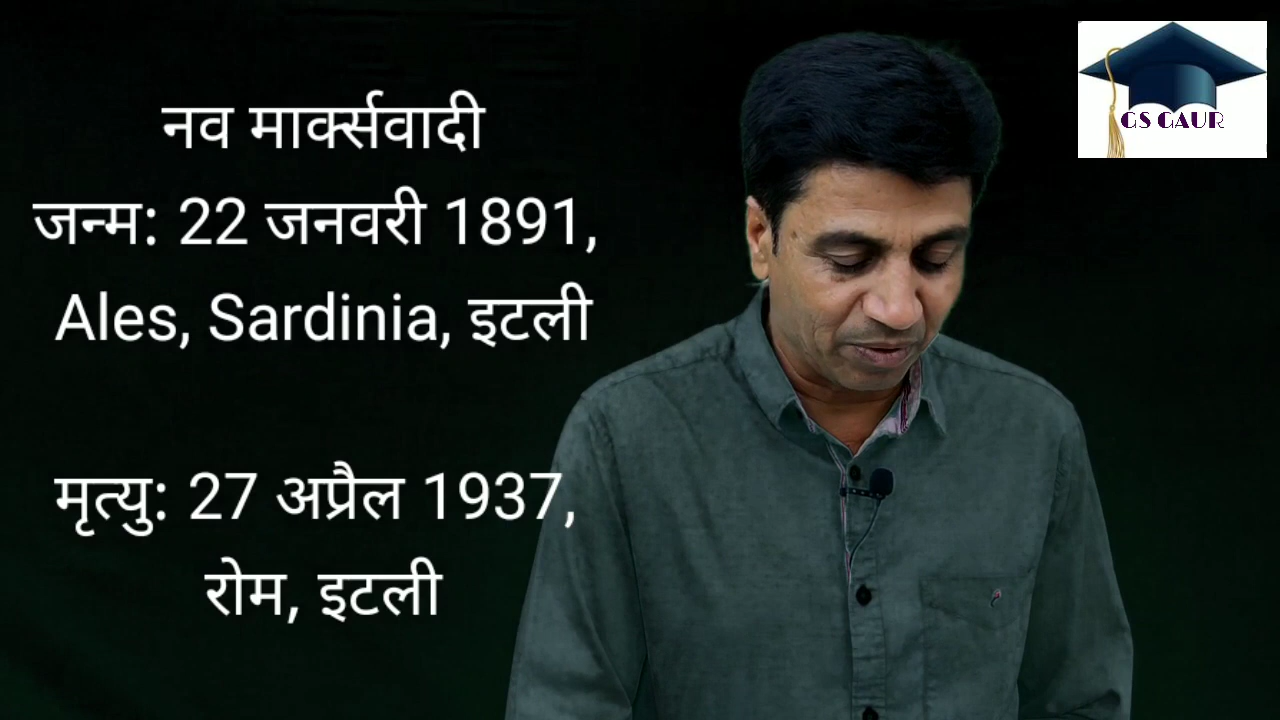 नव मार्क्सवादी
जन्म: 22 जनवरी 1891,
Ales, Sardinia, इटली
मृत्यु: 27 अप्रैल 1937,
रोम, इटली
GS GAUR